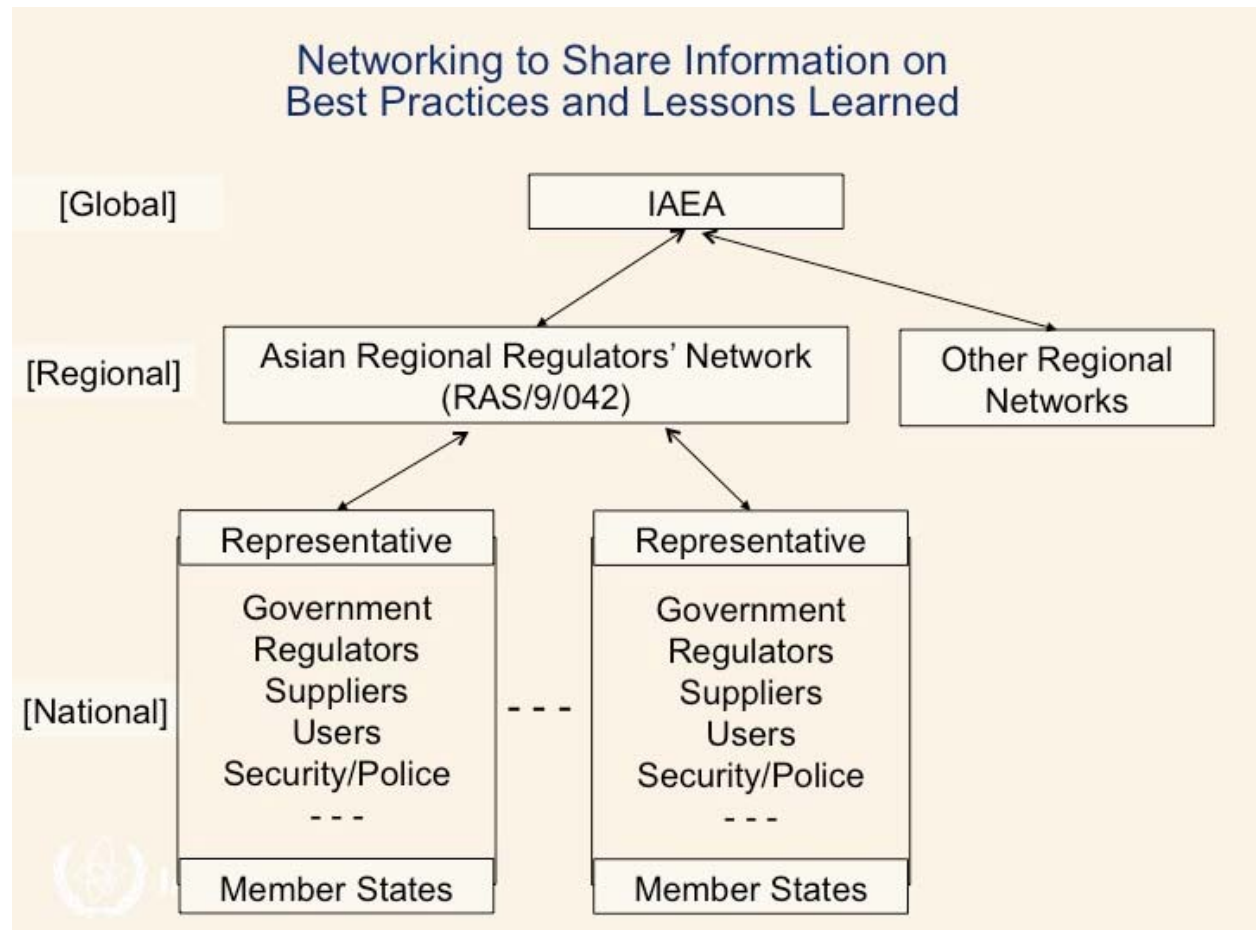 Networking to Share Information on
Best Practices and Lessons Learned
[Global]
IAEA
[Regional]
Asian Regional Regulators’ Network
(RAS/9/042)
Other Regional
Networks
[National]
Representative
Government
Regulators
Suppliers
Users
Security/Police
- - -
Member States
- - -
Representative
Government
Regulators
Suppliers
Users
Security/Police
- - -
Member States